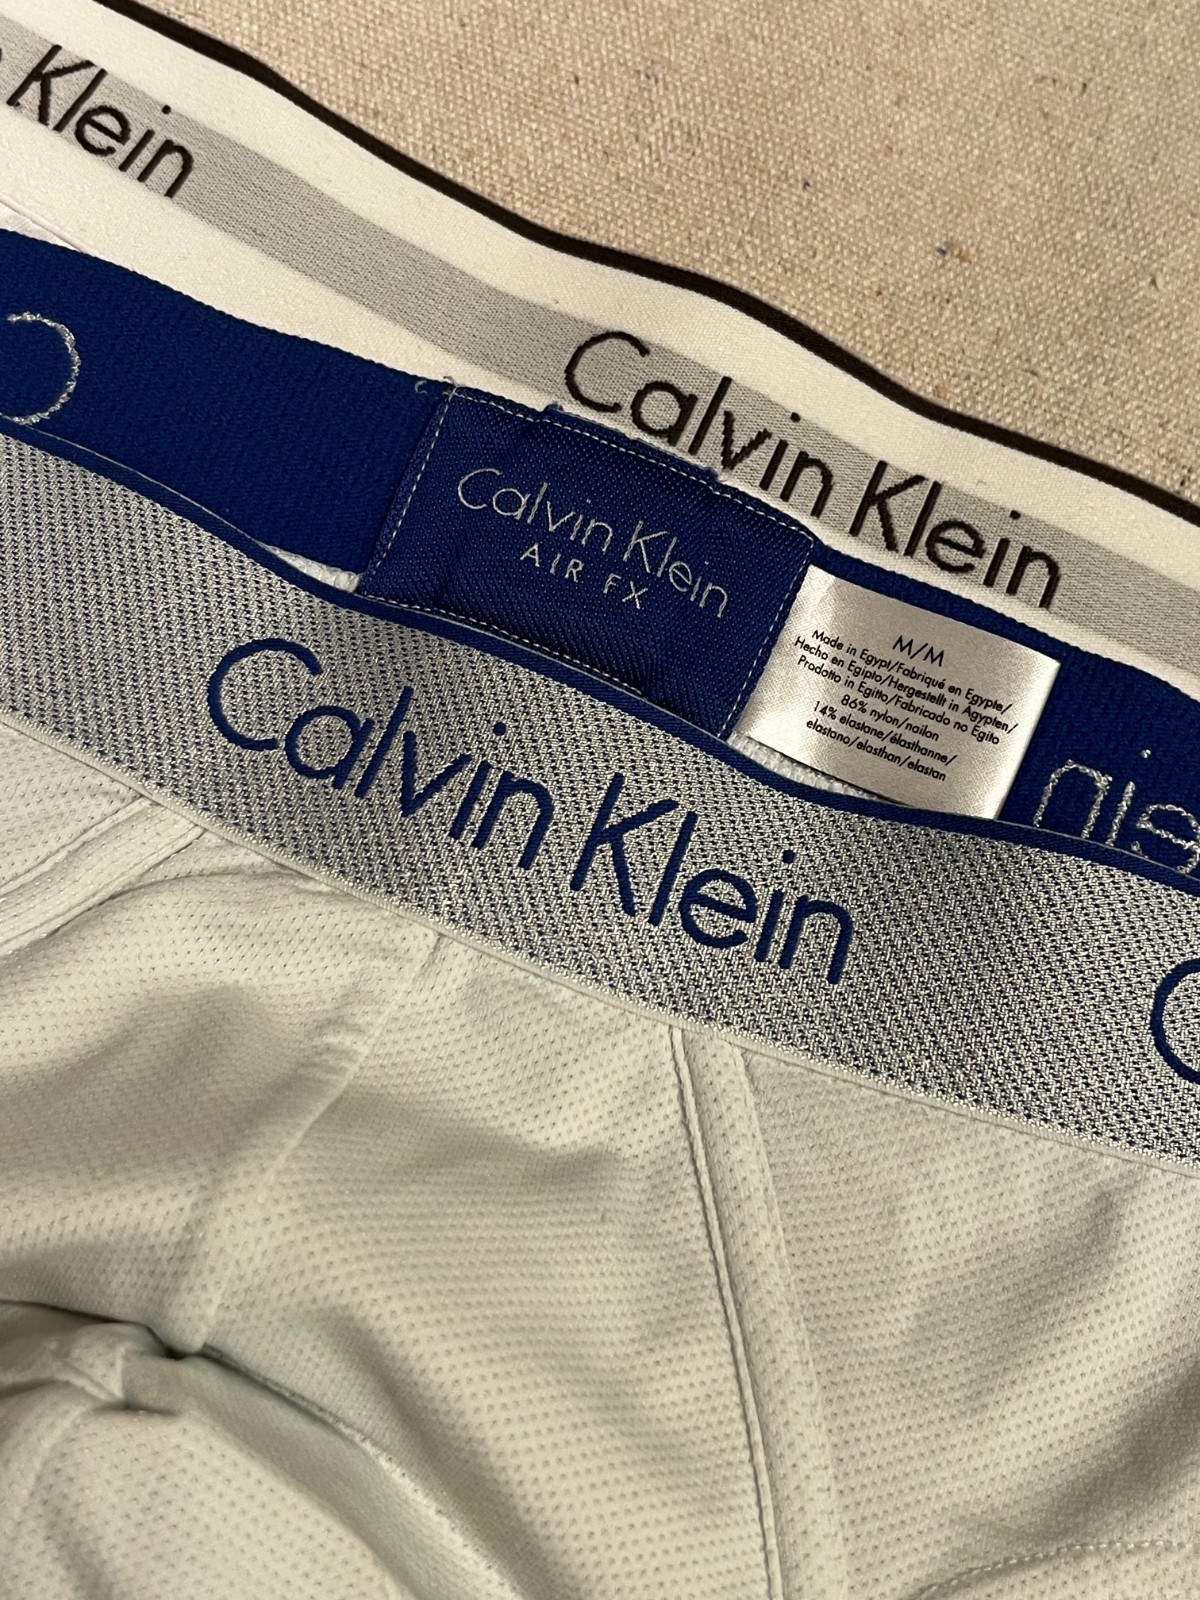 Klein
Calvin Klein
C
Calvin Klein
AIR FX
M/M
Made in Egypt/Fabriqué en Egypte/
Hecho en Egipto/Hergestellt in Ägypten/
Prodotto in Egitto/Fabricado no Egito
86% nylon/nailon
14% elastane/élasthanne/
elastano/elasthan/elastan
ein
Calvin Klein
C